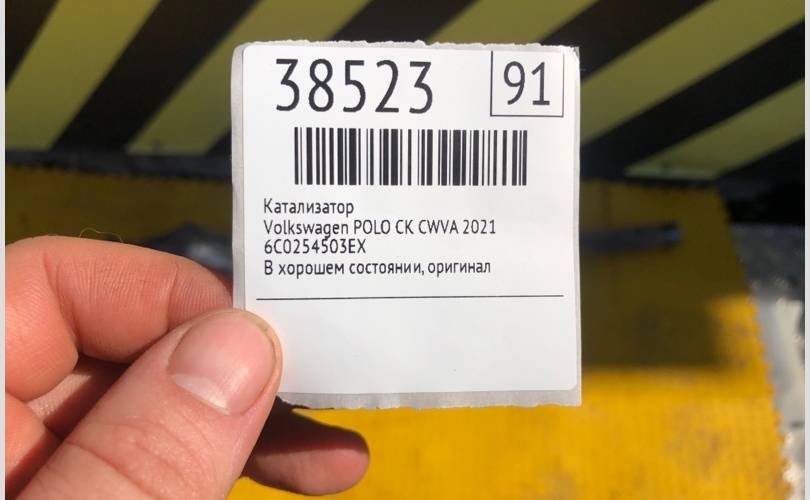 38523
91
Катализатор
Volkswagen POLO CK CWVA 2021
6C0254503EX
В хорошем состоянии, оригинал